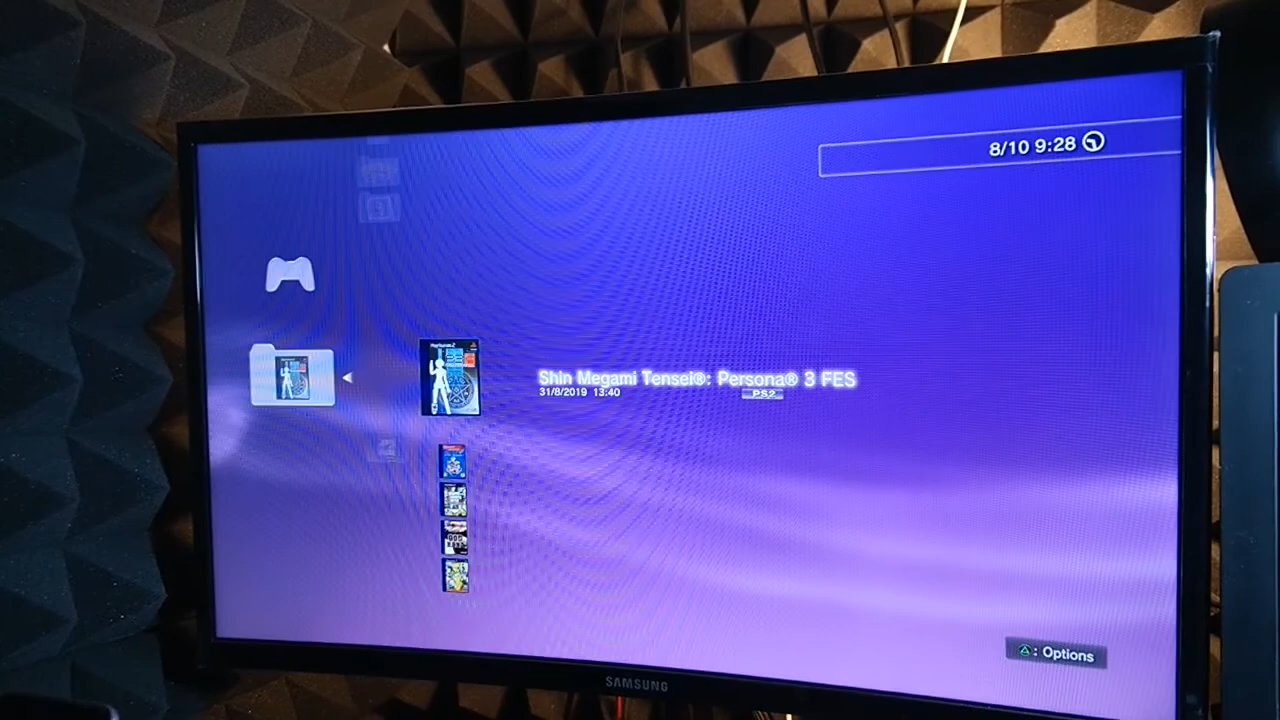 8/10 9:28
Shin Megami Tensei®: Persona® 3 FES
31/8/2019 13:40
PS2
: Options
SAMSUNG